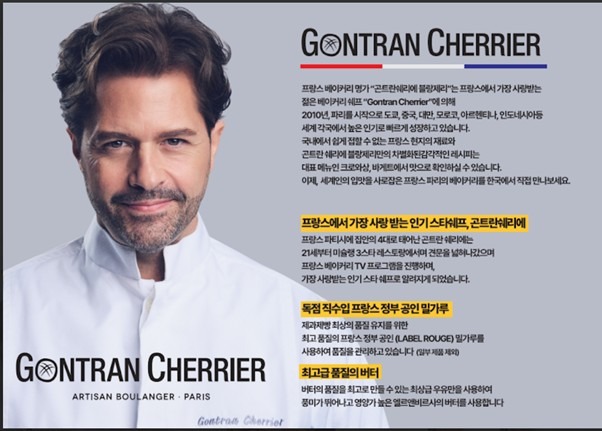 GONTRAN CHERRIER
프랑스 베이커리 명가 "곤트란쉐리에 블랑제리"는 프랑스에서 가장 사랑받는
젊은 베이커리 쉐프 "Gontran Cherrier"에 의해
2010년, 파리를 시작으로 도쿄, 중국, 대만, 모로코, 아르헨티나, 인도네시아등
세계 각국에서 높은 인기로 빠르게 성장하고 있습니다.
국내에서 쉽게 접할 수 없는 프랑스 현지의 재료와
곤트란 쉐리에 블랑제리만의 차별화된감각적인 레시피는
대표 메뉴인 크로와상, 바게트에서 맛으로 확인하실 수 있습니다.
이제, 세계인의 입맛을 사로잡은 프랑스 파리의 베이커리를 한국에서 직접 만나보세요.
프랑스에서 가장 사랑 받는 인기 스타쉐프, 곤트란쉐리에
프랑스 파티시에 집안의 4대로 태어난 곤트란 쉐리에는
21세부터 미슐랭 3스타 레스토랑에서며 견문을 넓혀나갔으며
프랑스 베이커리 TV 프로그램을 진행하며,
가장 사랑받는 인기 스타 쉐프로 알려지게 되었습니다.
독점 직수입 프랑스 정부 공인 밀가루
제과제빵 최상의 품질 유지를 위한
최고 품질의 프랑스 정부 공인 (LABEL ROUGE) 밀가루를
사용하여 품질을 관리하고 있습니다 (일부 제품 제외)
최고급 품질의 버터
버터의 품질을 최고로 만들 수 있는 최상급 우유만을 사용하여
풍미가 뛰어나고 영양가 높은 엘르앤비르사의 버터를 사용합니다
GONTRAN CHERRIER
ARTISAN BOULANGER · PARIS
Gontran Cherrier